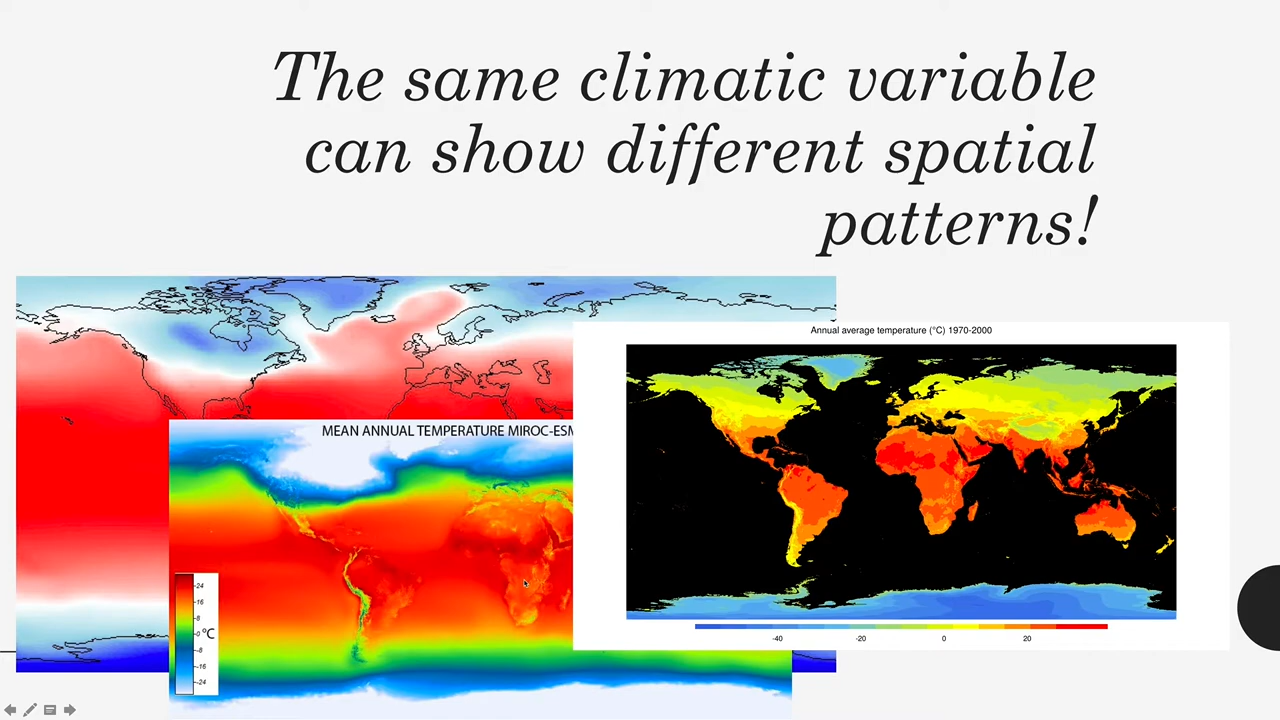 The same climatic variable
can show different spatial
patterns!
Annual average temperature (°C) 1970-2000
MEAN ANNUAL TEMPERATURE MIROC-ESM
24
16
8
0
-8
-16
-24
°C
-40 -20 0 20